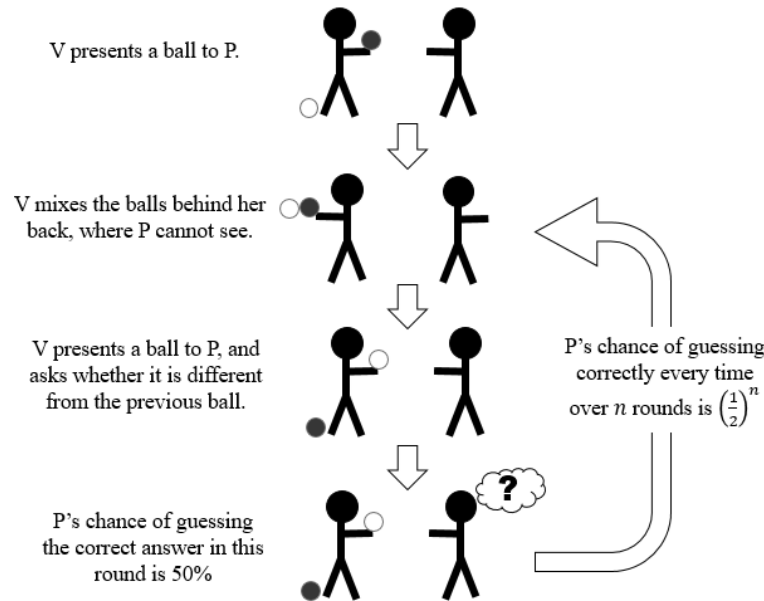 V presents a ball to P.
V mixes the balls behind her
back, where P cannot see.
V presents a ball to P, and
asks whether it is different
from the previous ball.
P’s chance of guessing
correctly every time
over n rounds is (1/2)^n
?
P’s chance of guessing
the correct answer in this
round is 50%